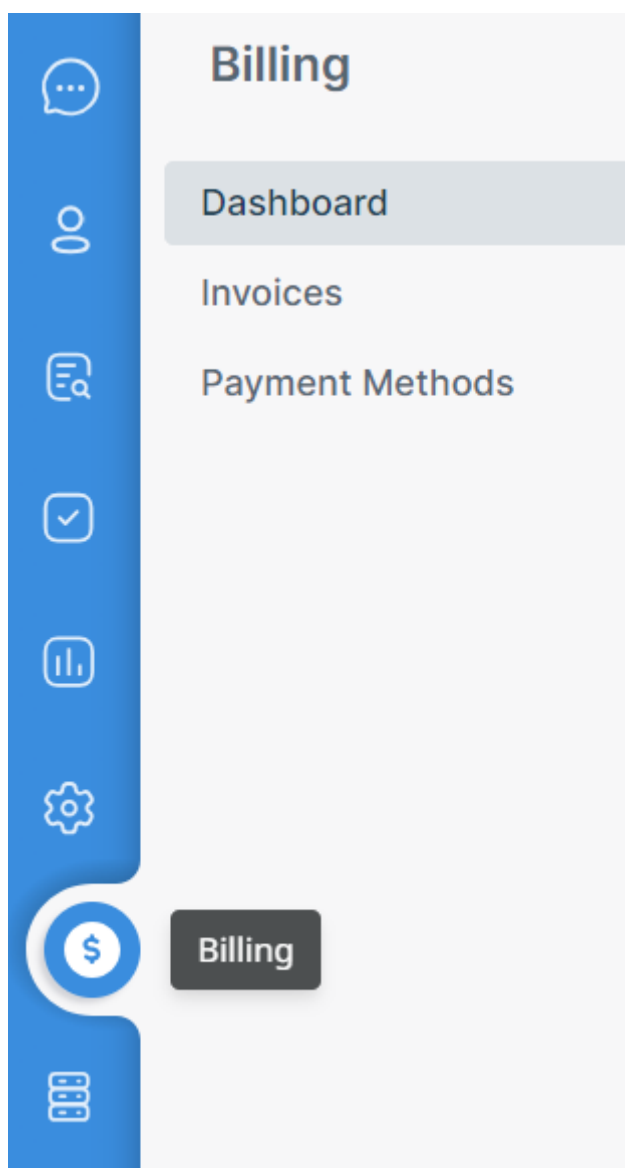 Billing
Dashboard
Invoices
Payment Methods
$
Billing